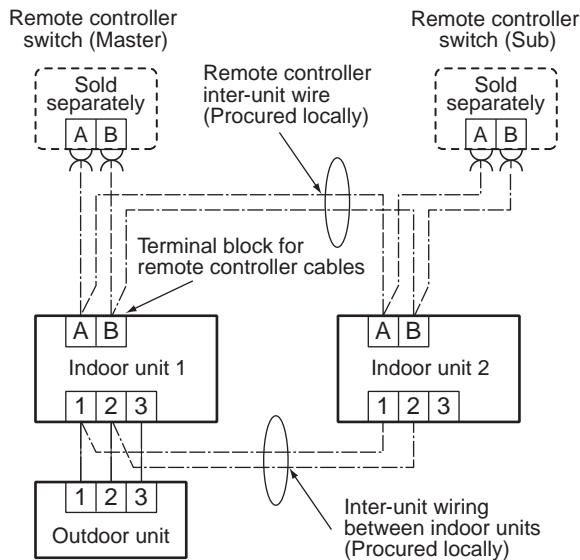 Remote controller
switch (Master)
Remote controller
switch (Sub)
Sold
separately
A B
Remote controller
inter-unit wire
(Procured locally)
Sold
separately
A B
Terminal block for
remote controller cables
A B
Indoor unit 1
1 2 3
A B
Indoor unit 2
1 2 3
1 2 3
Outdoor unit
Inter-unit wiring
between indoor units
(Procured locally)